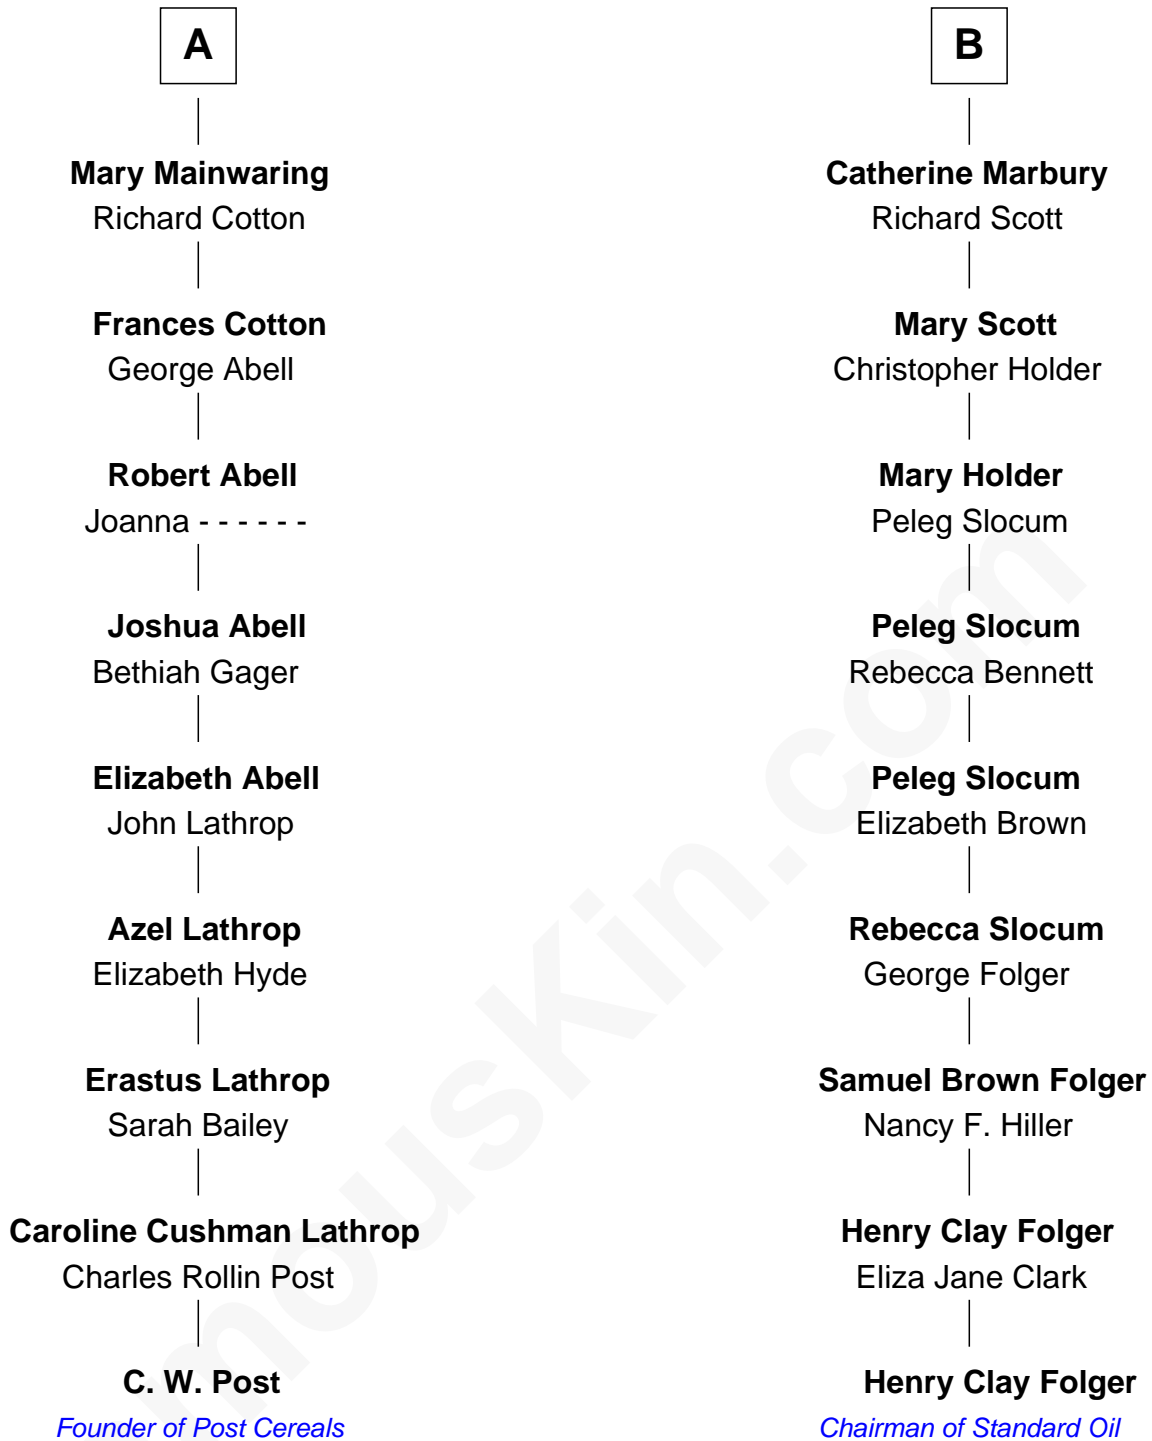 A
Mary Mainwaring
Richard Cotton
Frances Cotton
George Abell
Robert Abell
Joanna - - - - - -
Joshua Abell
Bethiah Gager
Elizabeth Abell
John Lathrop
Azel Lathrop
Elizabeth Hyde
Erastus Lathrop
Sarah Bailey
Caroline Cushman Lathrop
Charles Rollin Post
C. W. Post
Founder of Post Cereals
B
Catherine Marbury
Richard Scott
Mary Scott
Christopher Holder
Mary Holder
Peleg Slocum
Peleg Slocum
Rebecca Bennett
Peleg Slocum
Elizabeth Brown
Rebecca Slocum
George Folger
Samuel Brown Folger
Nancy F. Hiller
Henry Clay Folger
Eliza Jane Clark
Henry Clay Folger
Chairman of Standard Oil
mouskin.com